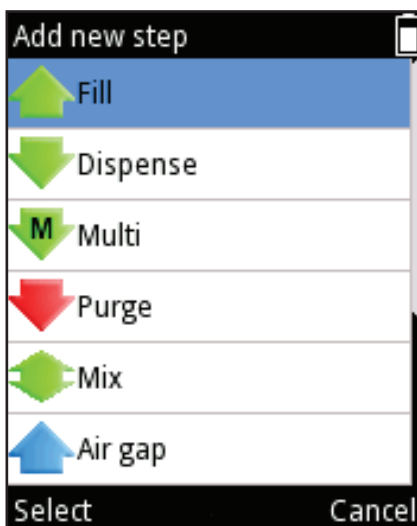 Add new step
Fill
Dispense
M Multi
Purge
Mix
Air gap
Select Cancel